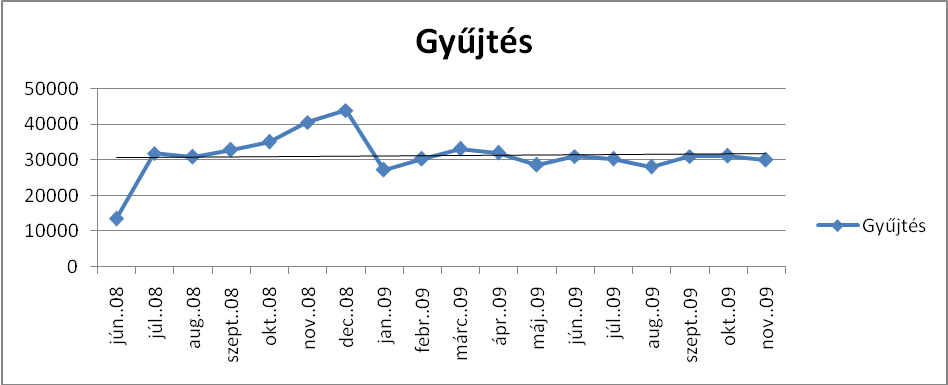 Gyűjtés
50000
40000
30000
20000
10000
0
jún..08
júl..08
aug..08
szept..08
okt..08
nov..08
dec..08
jan..09
febr..09
márc..09
ápr..09
máj..09
jún..09
júl..09
aug..09
szept..09
okt..09
nov..09
Gyűjtés